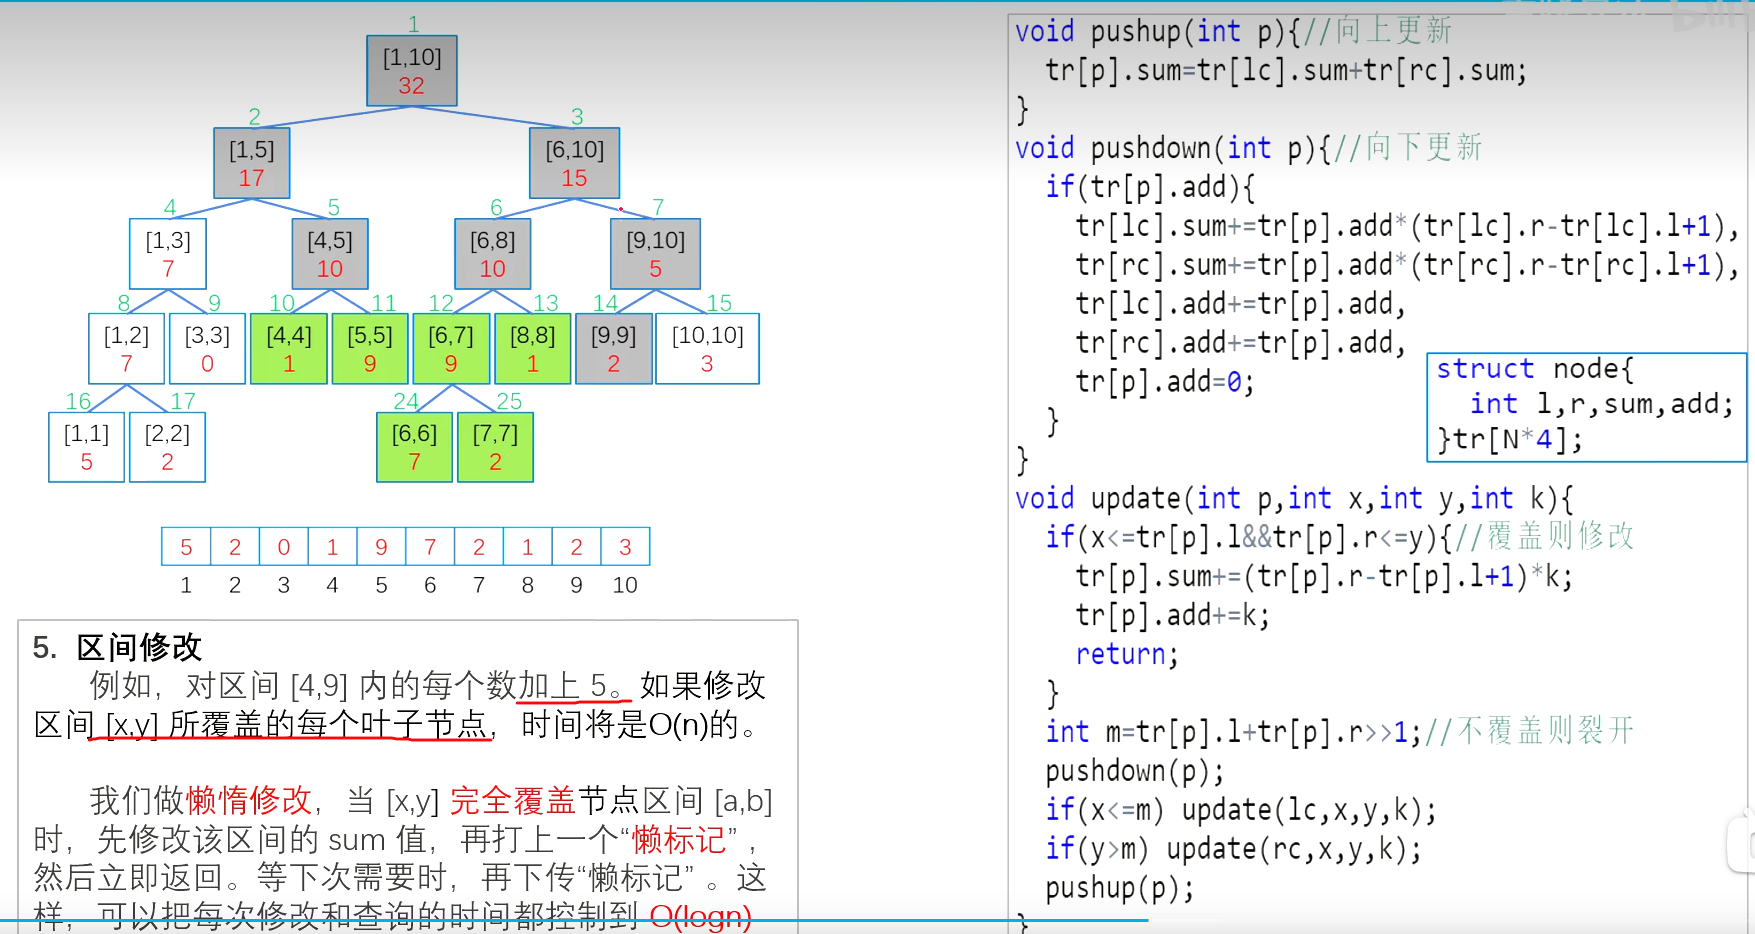 1
[1,10]
32
2
3
[1,5]
17
[6,10]
15
4
5
6
7
[1,3]
7
[4,5]
10
[6,8]
10
[9,10]
5
8
9
10
11
12
13
14
15
[1,2]
7
[3,3]
0
[4,4]
1
[5,5]
9
[6,7]
9
[8,8]
1
[9,9]
2
[10,10]
3
16
17
24
25
[1,1]
5
[2,2]
2
[6,6]
7
[7,7]
2
5 2 0 1 9 7 2 1 2 3
1 2 3 4 5 6 7 8 9 10
5. 区间修改
例如，对区间 [4,9] 内的每个数加上 5。如果修改
区间 [x,y] 所覆盖的每个叶子节点，时间将是O(n)的。
我们做懒惰修改，当 [x,y] 完全覆盖节点区间 [a,b]
时，先修改该区间的 sum 值，再打上一个“懒标记”，
然后立即返回。等下次需要时，再下传“懒标记”。这
样，可以把每次修改和查询的时间都控制到 O(logn)
void pushup(int p){//向上更新
tr[p].sum=tr[lc].sum+tr[rc].sum;
}
void pushdown(int p){//向下更新
if(tr[p].add){
tr[lc].sum+=tr[p].add*(tr[lc].r-tr[lc].l+1),
tr[rc].sum+=tr[p].add*(tr[rc].r-tr[rc].l+1),
tr[lc].add+=tr[p].add,
tr[rc].add+=tr[p].add,
tr[p].add=0;
}
}
struct node{
int l,r,sum,add;
}tr[N*4];
void update(int p,int x,int y,int k){
if(x<=tr[p].l&&tr[p].r<=y){//覆盖则修改
tr[p].sum+=(tr[p].r-tr[p].l+1)*k;
tr[p].add+=k;
return;
}
int m=tr[p].l+tr[p].r>>1;//不覆盖则裂开
pushdown(p);
if(x<=m) update(lc,x,y,k);
if(y>m) update(rc,x,y,k);
pushup(p);
}